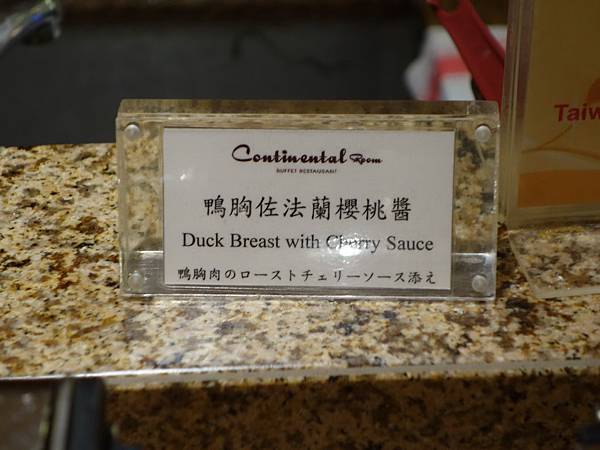 Continental Room
BUFFET RESTAURANT
鴨胸佐法蘭櫻桃醬
Duck Breast with Cherry Sauce
鴨胸肉のローストチェリーソース添え
Taiw